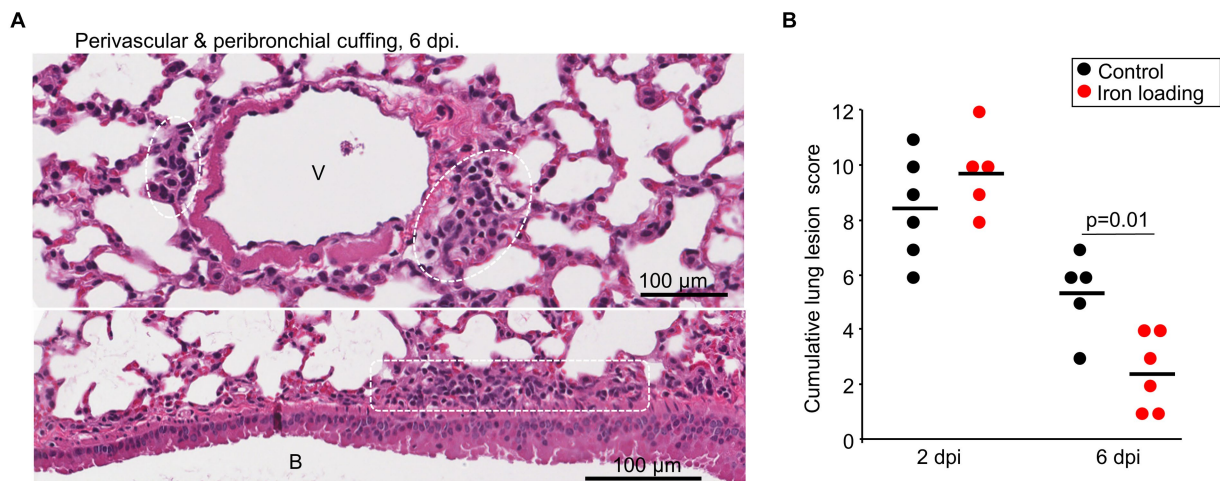 A
Perivascular & peribronchial cuffing, 6 dpi.
V
100 µm
B
100 µm
B
Control
Iron loading
Cumulative lung lesion score
12
10
8
6
4
2
0
p=0.01
2 dpi
6 dpi